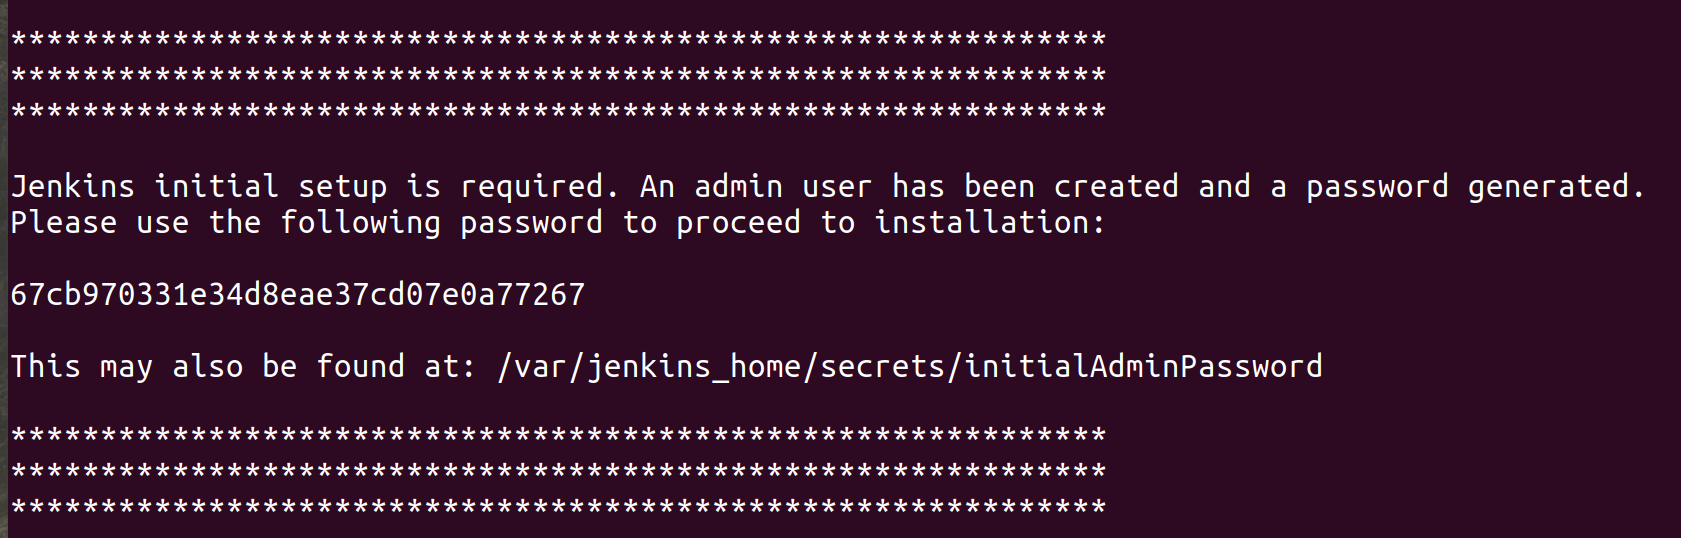 *************************************************************
*************************************************************
*************************************************************
Jenkins initial setup is required. An admin user has been created and a password generated.
Please use the following password to proceed to installation:
67cb970331e34d8eae37cd07e0a77267
This may also be found at: /var/jenkins_home/secrets/initialAdminPassword
*************************************************************
*************************************************************
*************************************************************